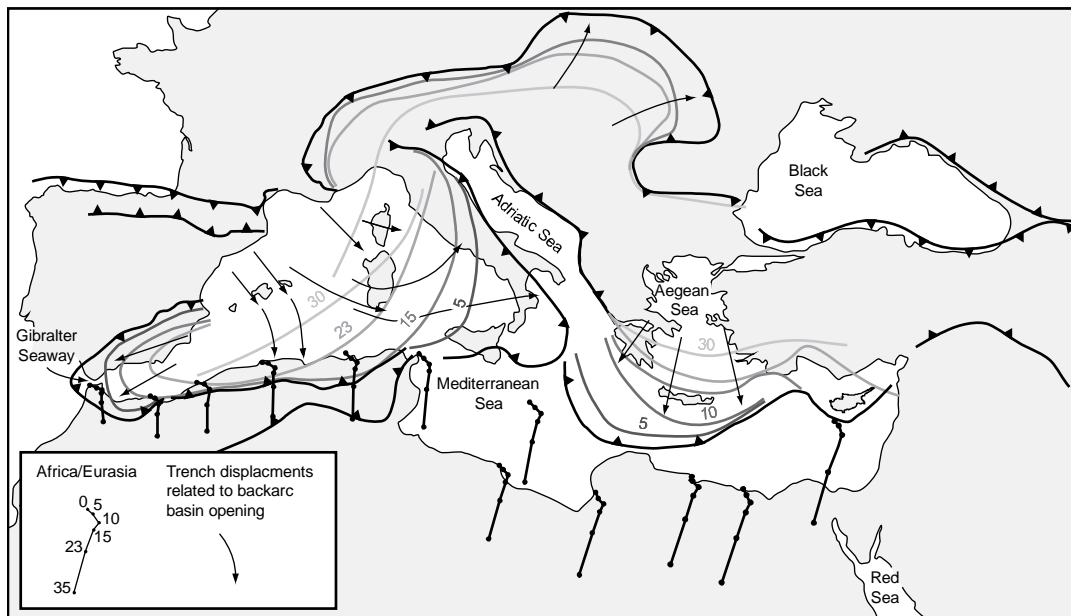 Black
Sea
Adriatic Sea
Aegean
Sea
30
30
23
15
5
Gibralter
Seaway
Mediterranean
Sea
10
5
Africa/Eurasia
0
5
10
15
23
35
Trench displacments
related to backarc
basin opening
Red
Sea